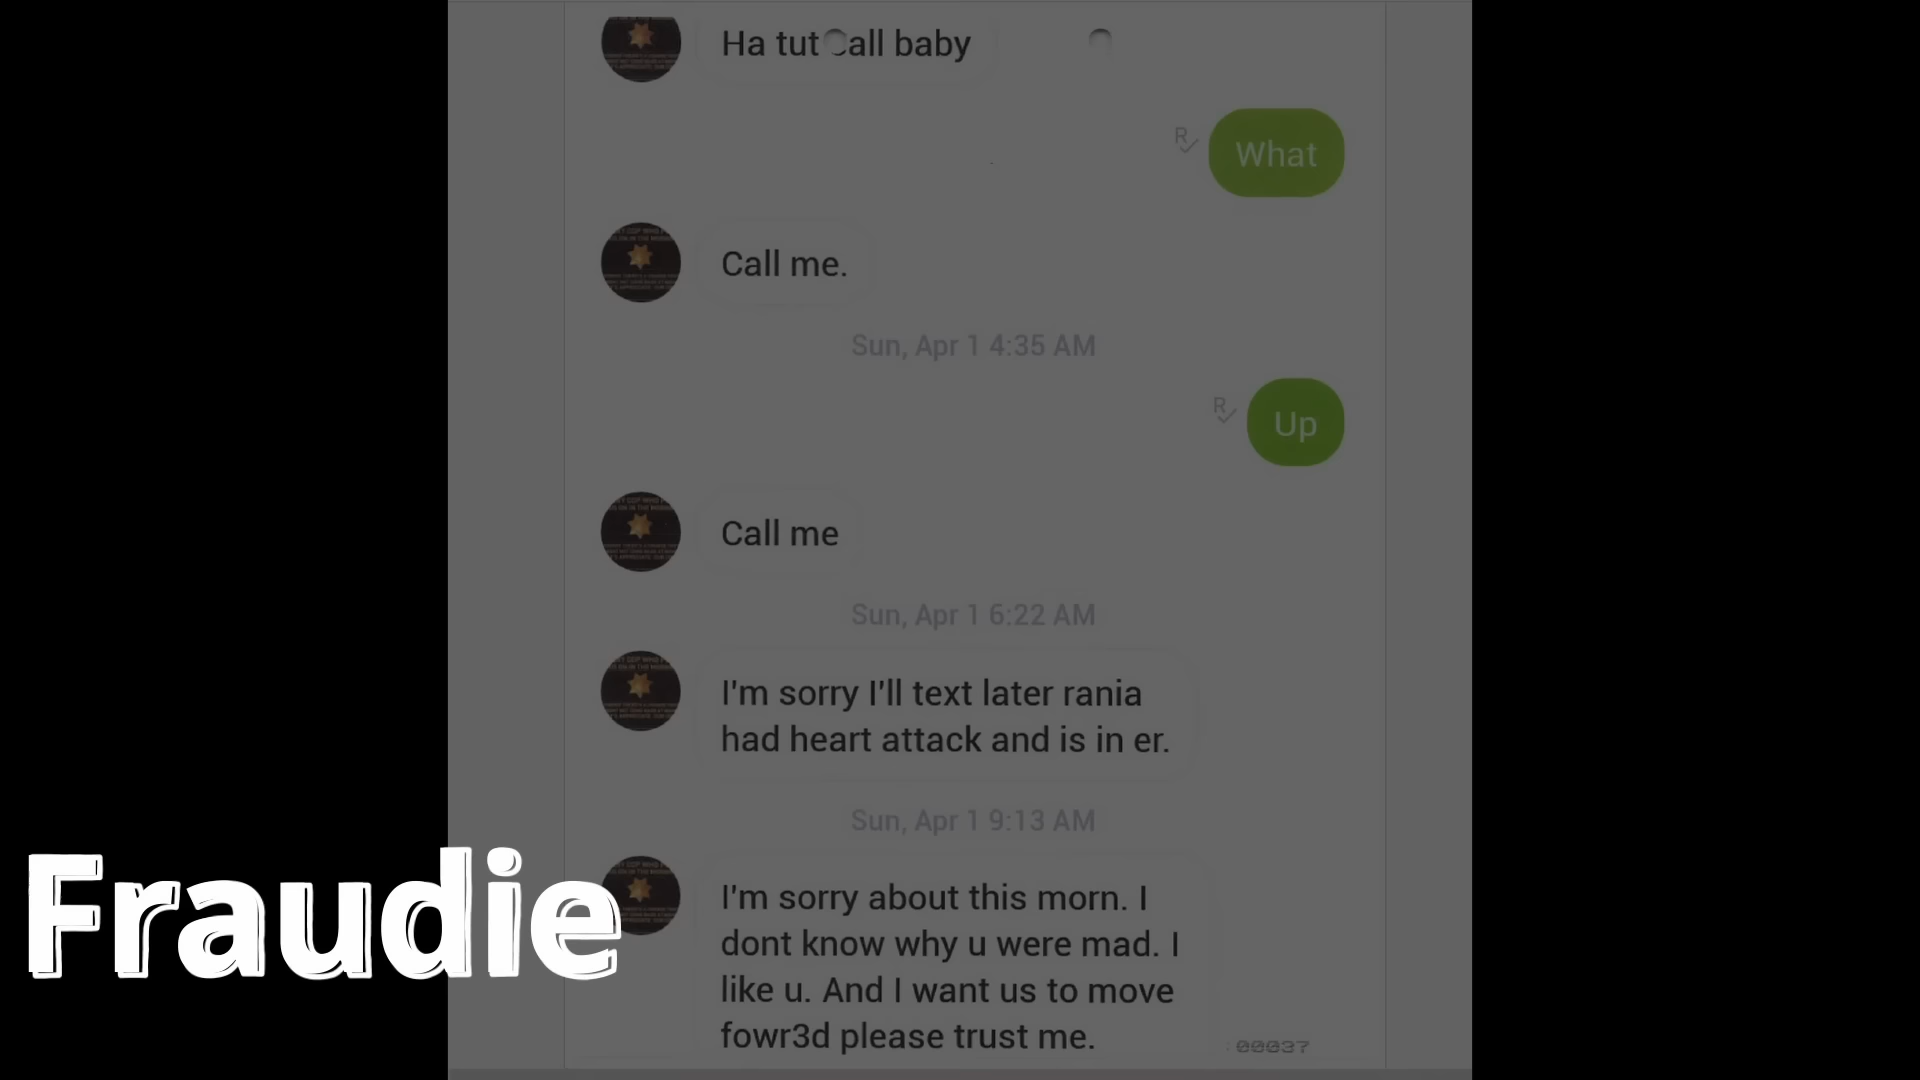 Ha tut call baby
R
What
Call me.
Sun, Apr 1 4:35 AM
R
Up
Call me
Sun, Apr 1 6:22 AM
I'm sorry I'll text later rania
had heart attack and is in er.
Sun, Apr 1 9:13 AM
I'm sorry about this morn. I
dont know why u were mad. I
like u. And I want us to move
fowr3d please trust me.
00037
Fraudie